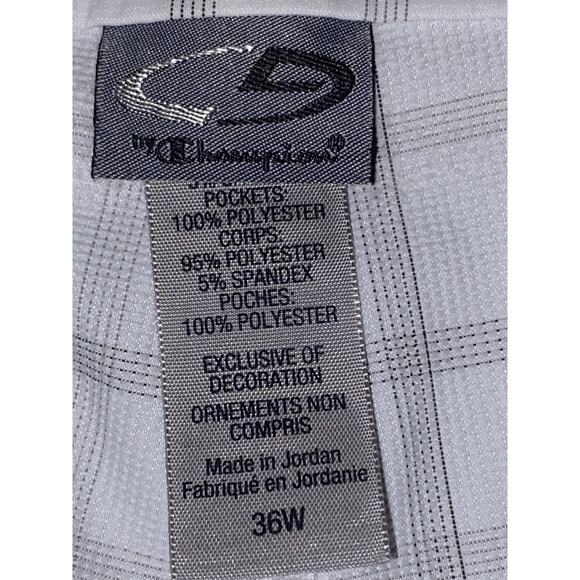 by Champion®
POCKETS:
100% POLYESTER
CORPS:
95% POLYESTER
5% SPANDEX
POCHES:
100% POLYESTER
EXCLUSIVE OF
DECORATION
ORNEMENTS NON
COMPRIS
Made in Jordan
Fabriqué en Jordanie
36W